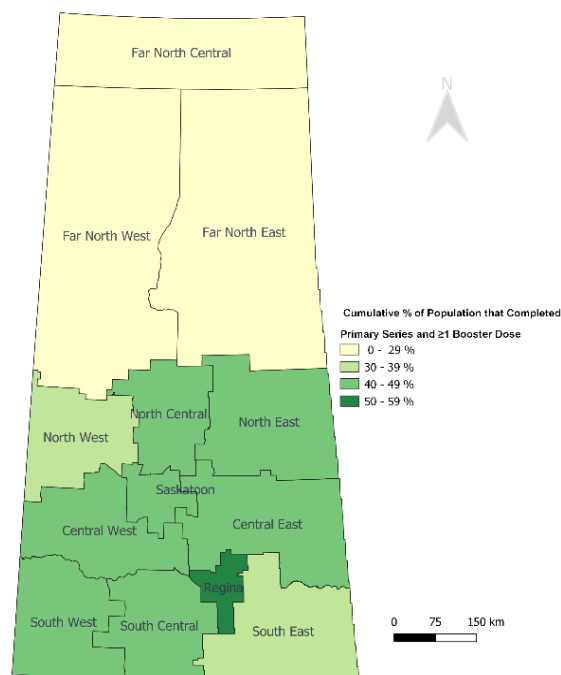 Far North Central
N
Far North West
Far North East
Cumulative % of Population that Completed
Primary Series and ≥1 Booster Dose
0 - 29 %
30 - 39 %
40 - 49 %
50 - 59 %
North Central
North East
North West
Saskatoon
Central West
Central East
Regina
South West
South Central
South East
0 75 150 km